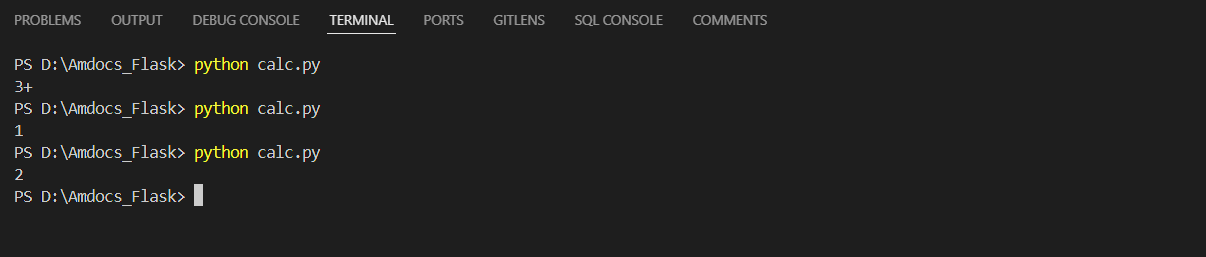 PROBLEMS OUTPUT DEBUG CONSOLE TERMINAL PORTS GITLENS SQL CONSOLE COMMENTS
PS D:\Amdocs_Flask> python calc.py
3+
PS D:\Amdocs_Flask> python calc.py
1
PS D:\Amdocs_Flask> python calc.py
2
PS D:\Amdocs_Flask>